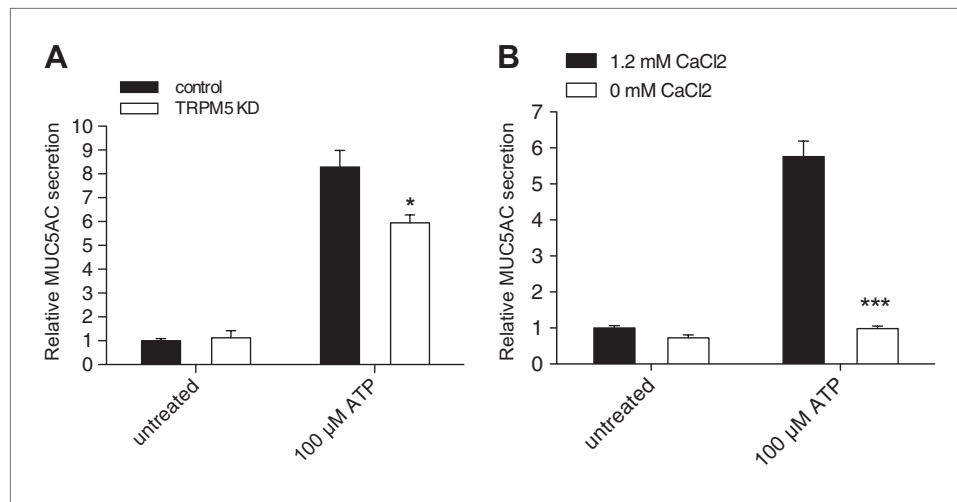 A
control
TRPM5 KD
Relative MUC5AC secretion
10
9
8
7
6
5
4
3
2
1
0
*
untreated
100 µM ATP
B
1.2 mM CaCl2
0 mM CaCl2
Relative MUC5AC secretion
7
6
5
4
3
2
1
0
***
untreated
100 µM ATP